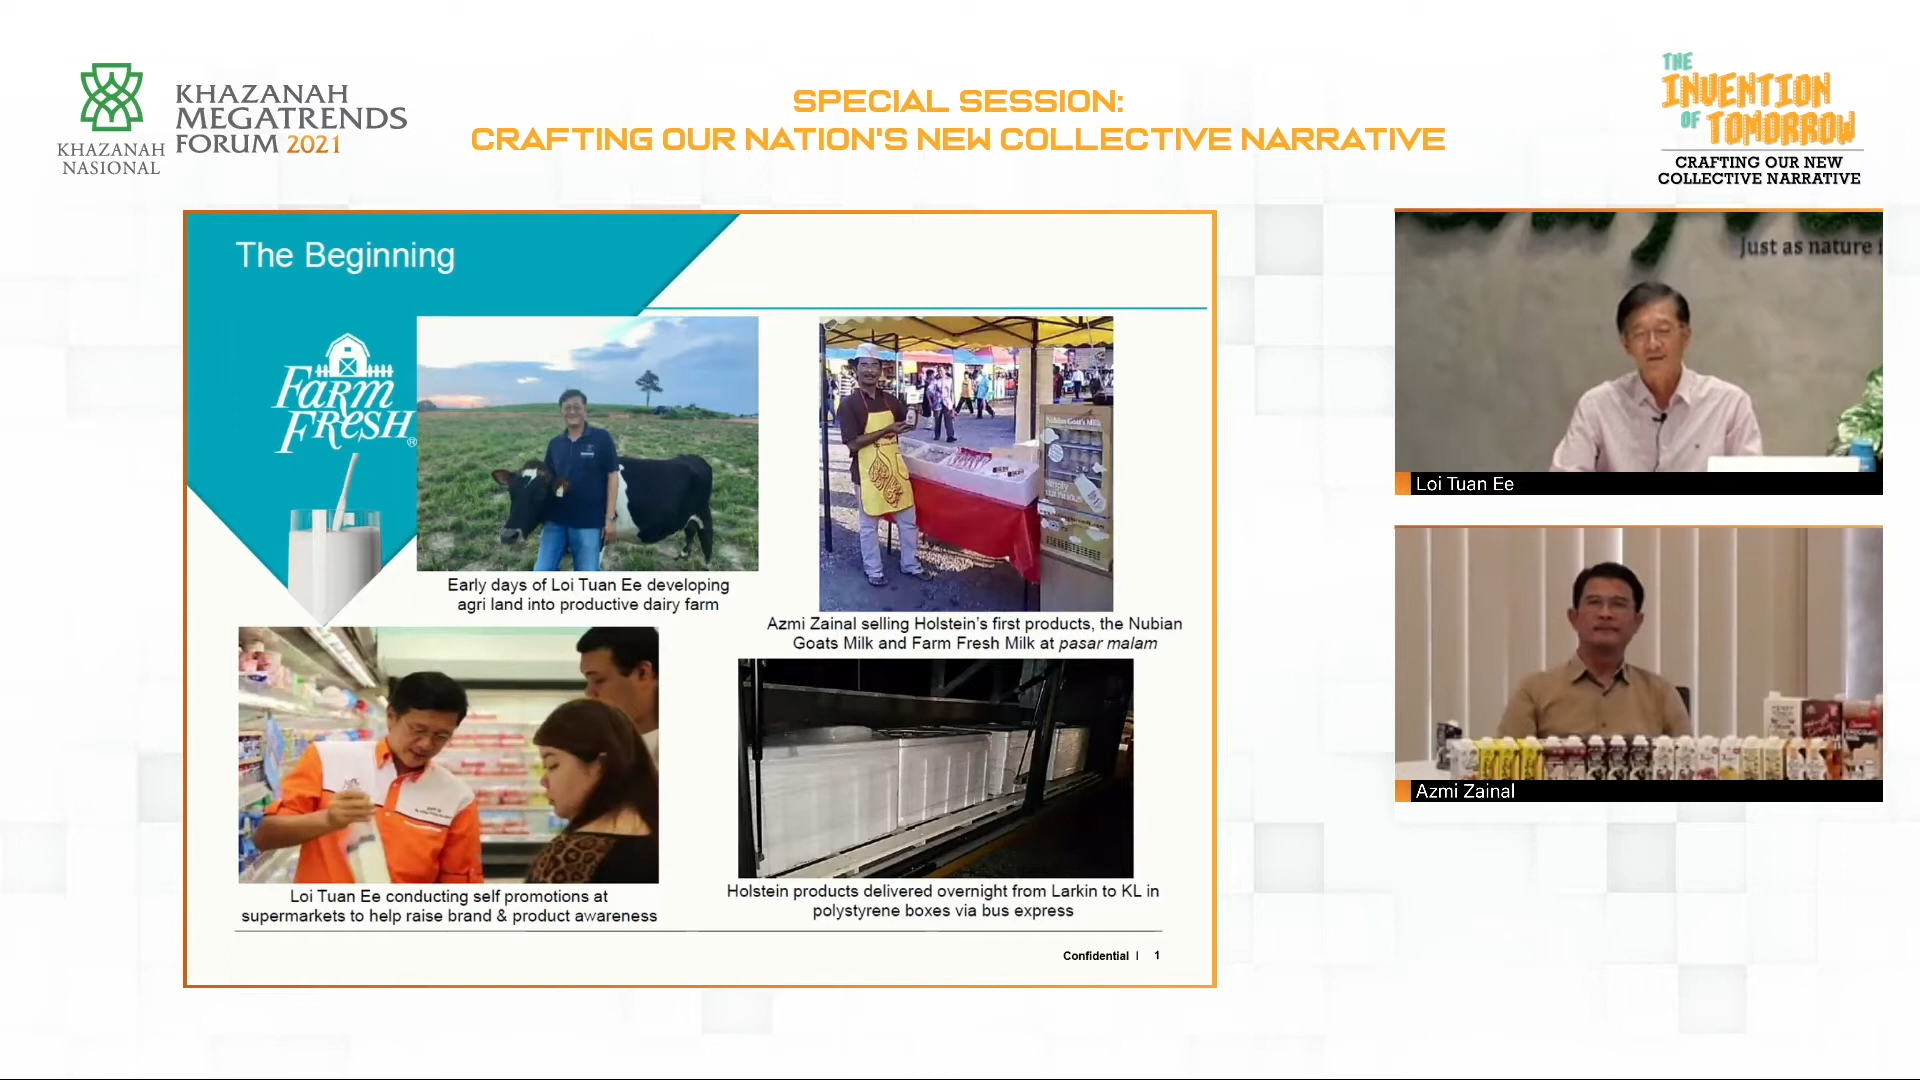 KHAZANAH
NASIONAL
KHAZANAH
MEGATRENDS
FORUM 2021
SPECIAL SESSION:
CRAFTING OUR NATION'S NEW COLLECTIVE NARRATIVE
THE
INVENTION
OF TOMORROW
CRAFTING OUR NEW
COLLECTIVE NARRATIVE
The Beginning
FARM
FRESH®
Early days of Loi Tuan Ee developing
agri land into productive dairy farm
Nubian Goat's Milk
Azmi Zainal selling Holstein's first products, the Nubian
Goats Milk and Farm Fresh Milk at pasar malam
Loi Tuan Ee conducting self promotions at
supermarkets to help raise brand & product awareness
Holstein products delivered overnight from Larkin to KL in
polystyrene boxes via bus express
Confidential | 1
Just as nature
Loi Tuan Ee
Azmi Zainal